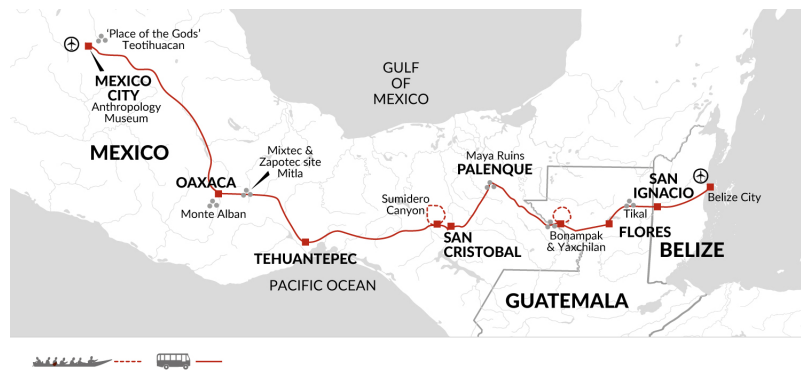 'Place of the Gods'
Teotihuacan
MEXICO
CITY
Anthropology
Museum
MEXICO
GULF
OF
MEXICO
Mixtec &
Zapotec site
Mitla
OAXACA
Monte Alban
TEHUANTEPEC
PACIFIC OCEAN
Sumidero
Canyon
SAN
CRISTOBAL
Maya Ruins
PALENQUE
Bonampak
& Yaxchilan
FLORES
Tikal
SAN
IGNACIO
Belize City
BELIZE
GUATEMALA